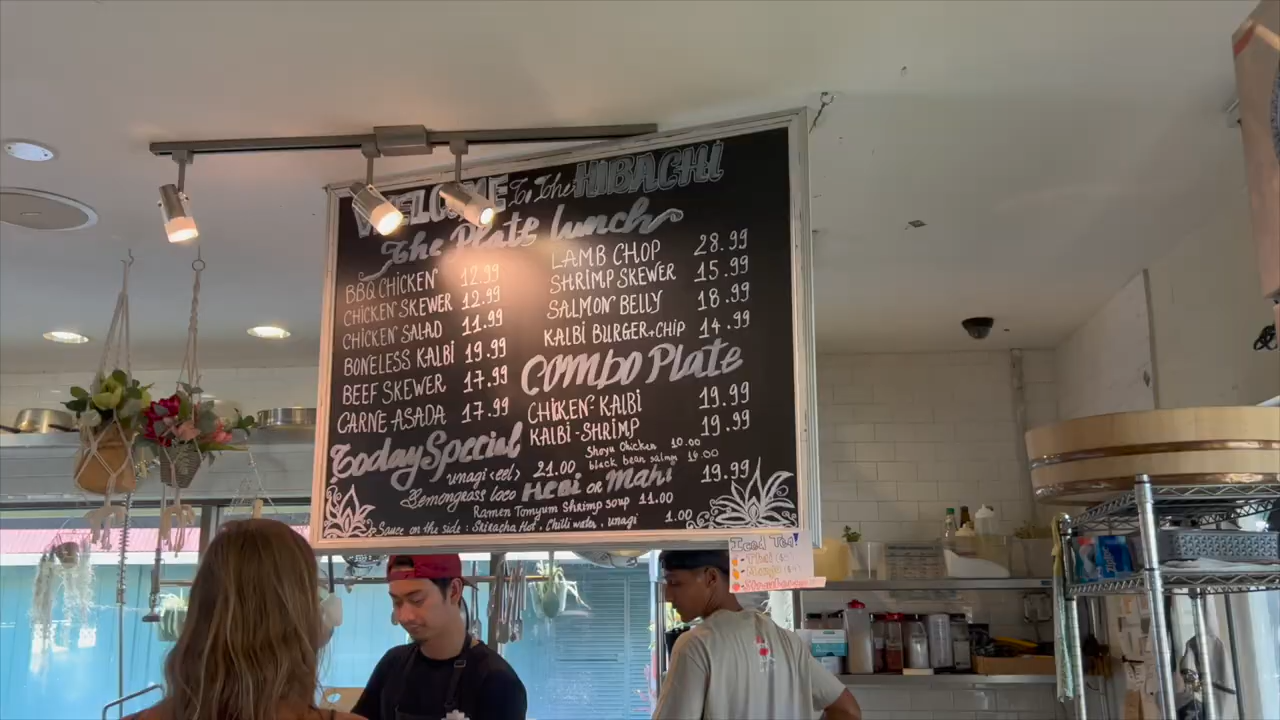 WELCOME To The HIBACHI
The Plate Lunch
BBQ CHICKEN 12.99
CHICKEN SKEWER 12.99
CHICKEN SALAD 11.99
BONELESS KALBI 19.99
BEEF SKEWER 17.99
CARNE ASADA 17.99
LAMB CHOP 28.99
SHRIMP SKEWER 15.99
SALMON BELLY 18.99
KALBI BURGER+CHIP 14.99
COMBO Plate
CHIKEN KALBI 19.99
KALBI-SHRIMP 19.99
Today Special
Shoyu Chicken 10.00
black bean salmon 14.00
unagi (eel) 21.00
Lemongrass Loco HEBI OR MAHI 19.99
Ramen Tomyum Shrimp soup 11.00
Sauce on the side : Sriracha Hot, Chilli water, unagi 1.00
Iced Tea!
Thai